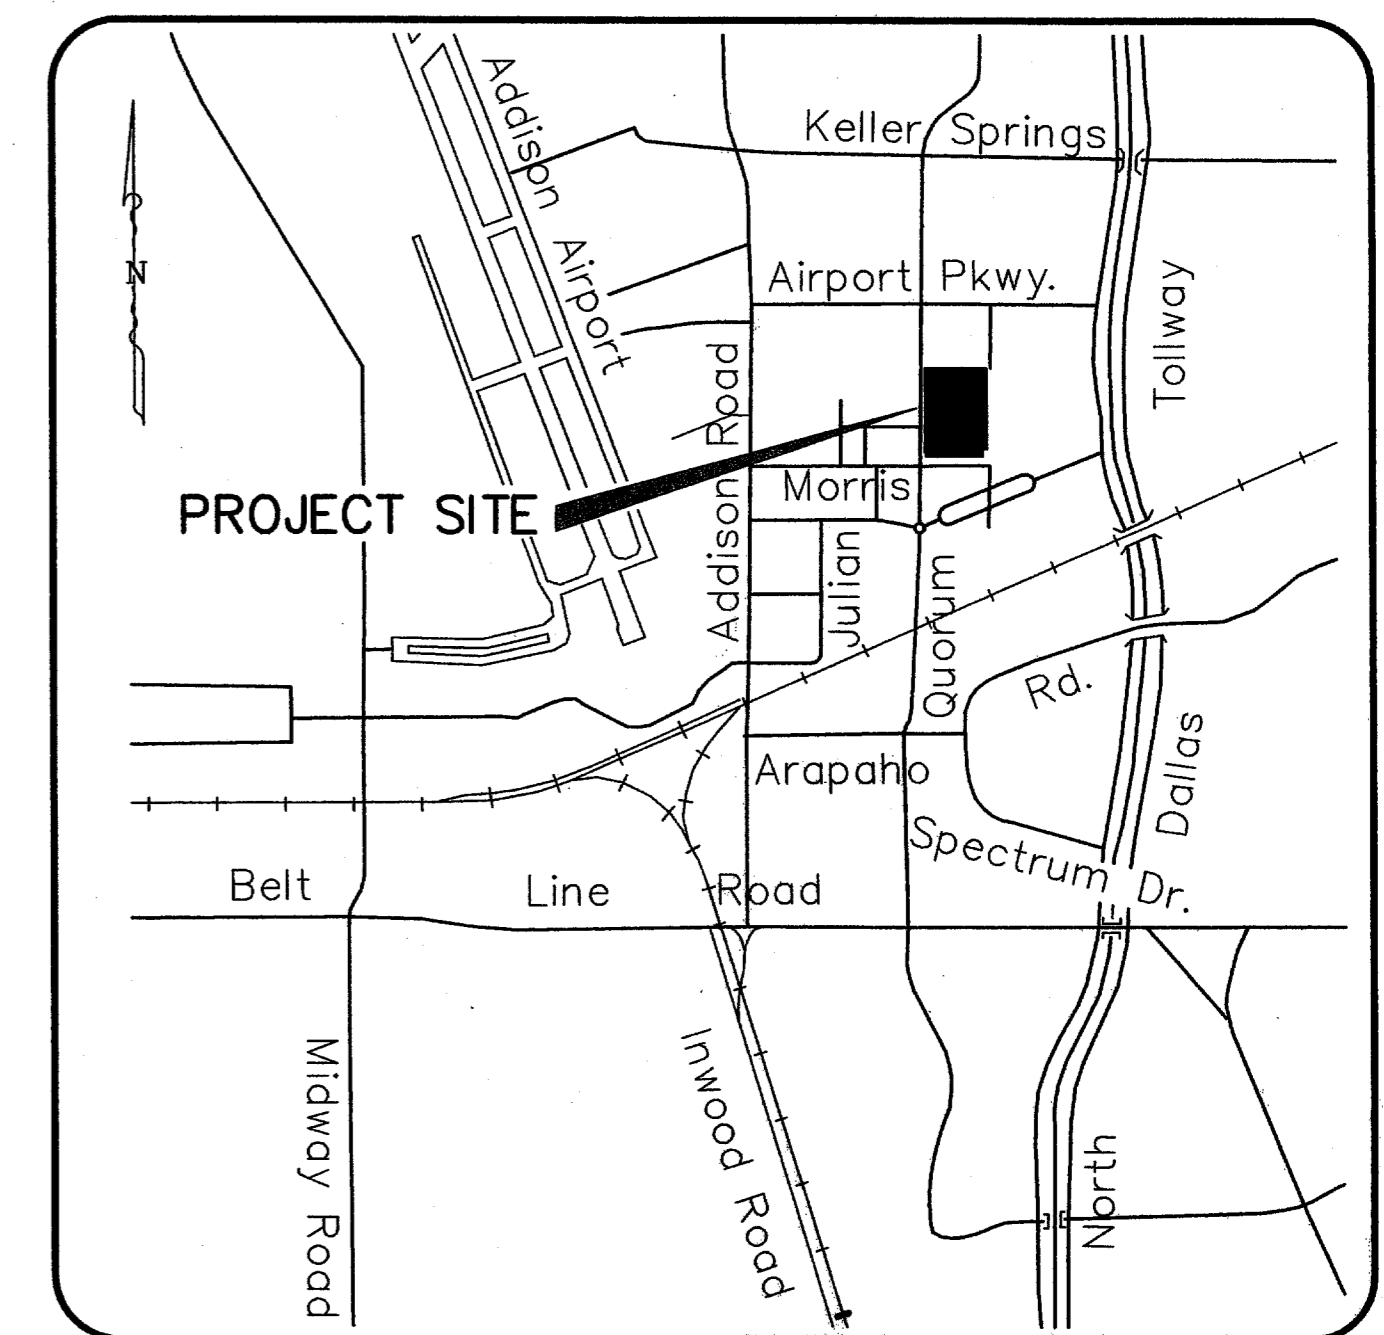 Addison Airport
Keller Springs
N
Airport Pkwy.
Tollway
Addison Road
PROJECT SITE
Morris
Julian
Quorum
Rd.
Arapaho
Dallas
Spectrum Dr.
Belt Line Road
Midway Road
Inwood Road
North